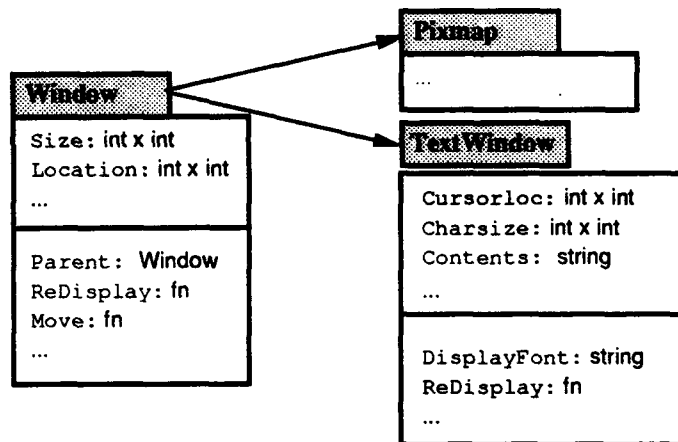 Pixmap
...
Window
Size: int x int
Location: int x int
...
Parent: Window
ReDisplay: fn
Move: fn
...
TextWindow
Cursorloc: int x int
Charsize: int x int
Contents: string
...
DisplayFont: string
ReDisplay: fn
...